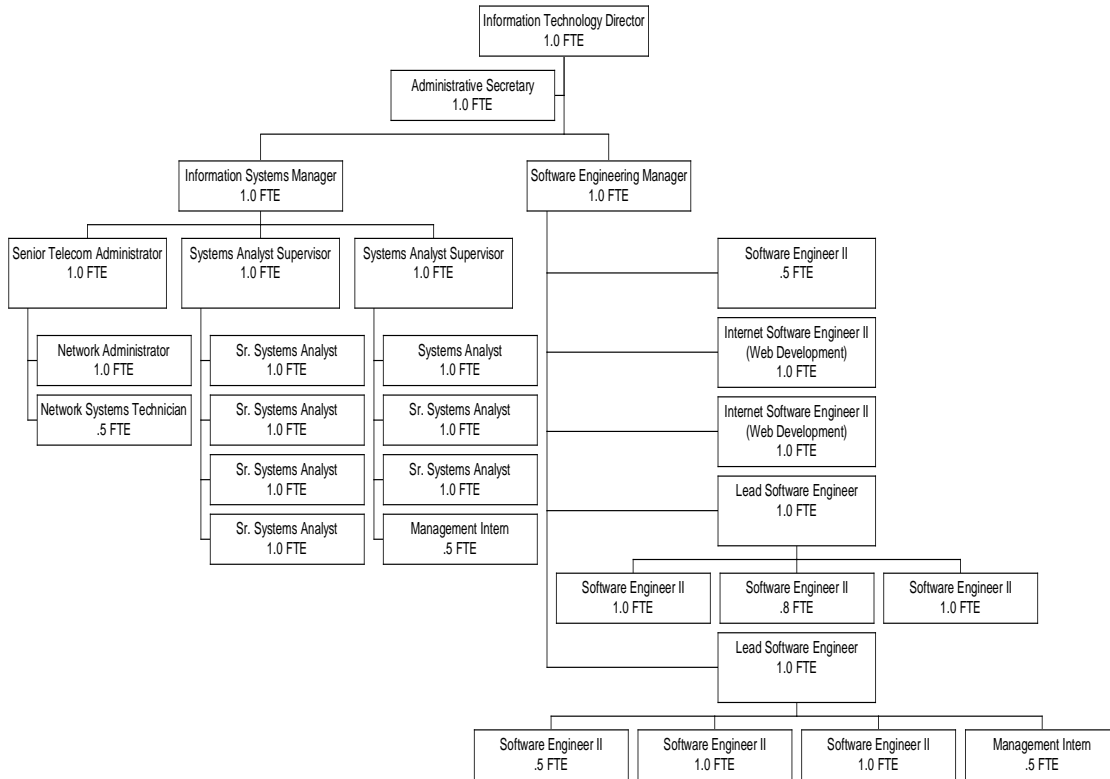 Information Technology Director
1.0 FTE
Administrative Secretary
1.0 FTE
Information Systems Manager
1.0 FTE
Software Engineering Manager
1.0 FTE
Senior Telecom Administrator
1.0 FTE
Systems Analyst Supervisor
1.0 FTE
Systems Analyst Supervisor
1.0 FTE
Network Administrator
1.0 FTE
Network Systems Technician
.5 FTE
Sr. Systems Analyst
1.0 FTE
Sr. Systems Analyst
1.0 FTE
Sr. Systems Analyst
1.0 FTE
Sr. Systems Analyst
1.0 FTE
Systems Analyst
1.0 FTE
Sr. Systems Analyst
1.0 FTE
Sr. Systems Analyst
1.0 FTE
Management Intern
.5 FTE
Software Engineer II
.5 FTE
Internet Software Engineer II
(Web Development)
1.0 FTE
Internet Software Engineer II
(Web Development)
1.0 FTE
Lead Software Engineer
1.0 FTE
Software Engineer II
1.0 FTE
Software Engineer II
.8 FTE
Software Engineer II
1.0 FTE
Lead Software Engineer
1.0 FTE
Software Engineer II
.5 FTE
Software Engineer II
1.0 FTE
Software Engineer II
1.0 FTE
Management Intern
.5 FTE